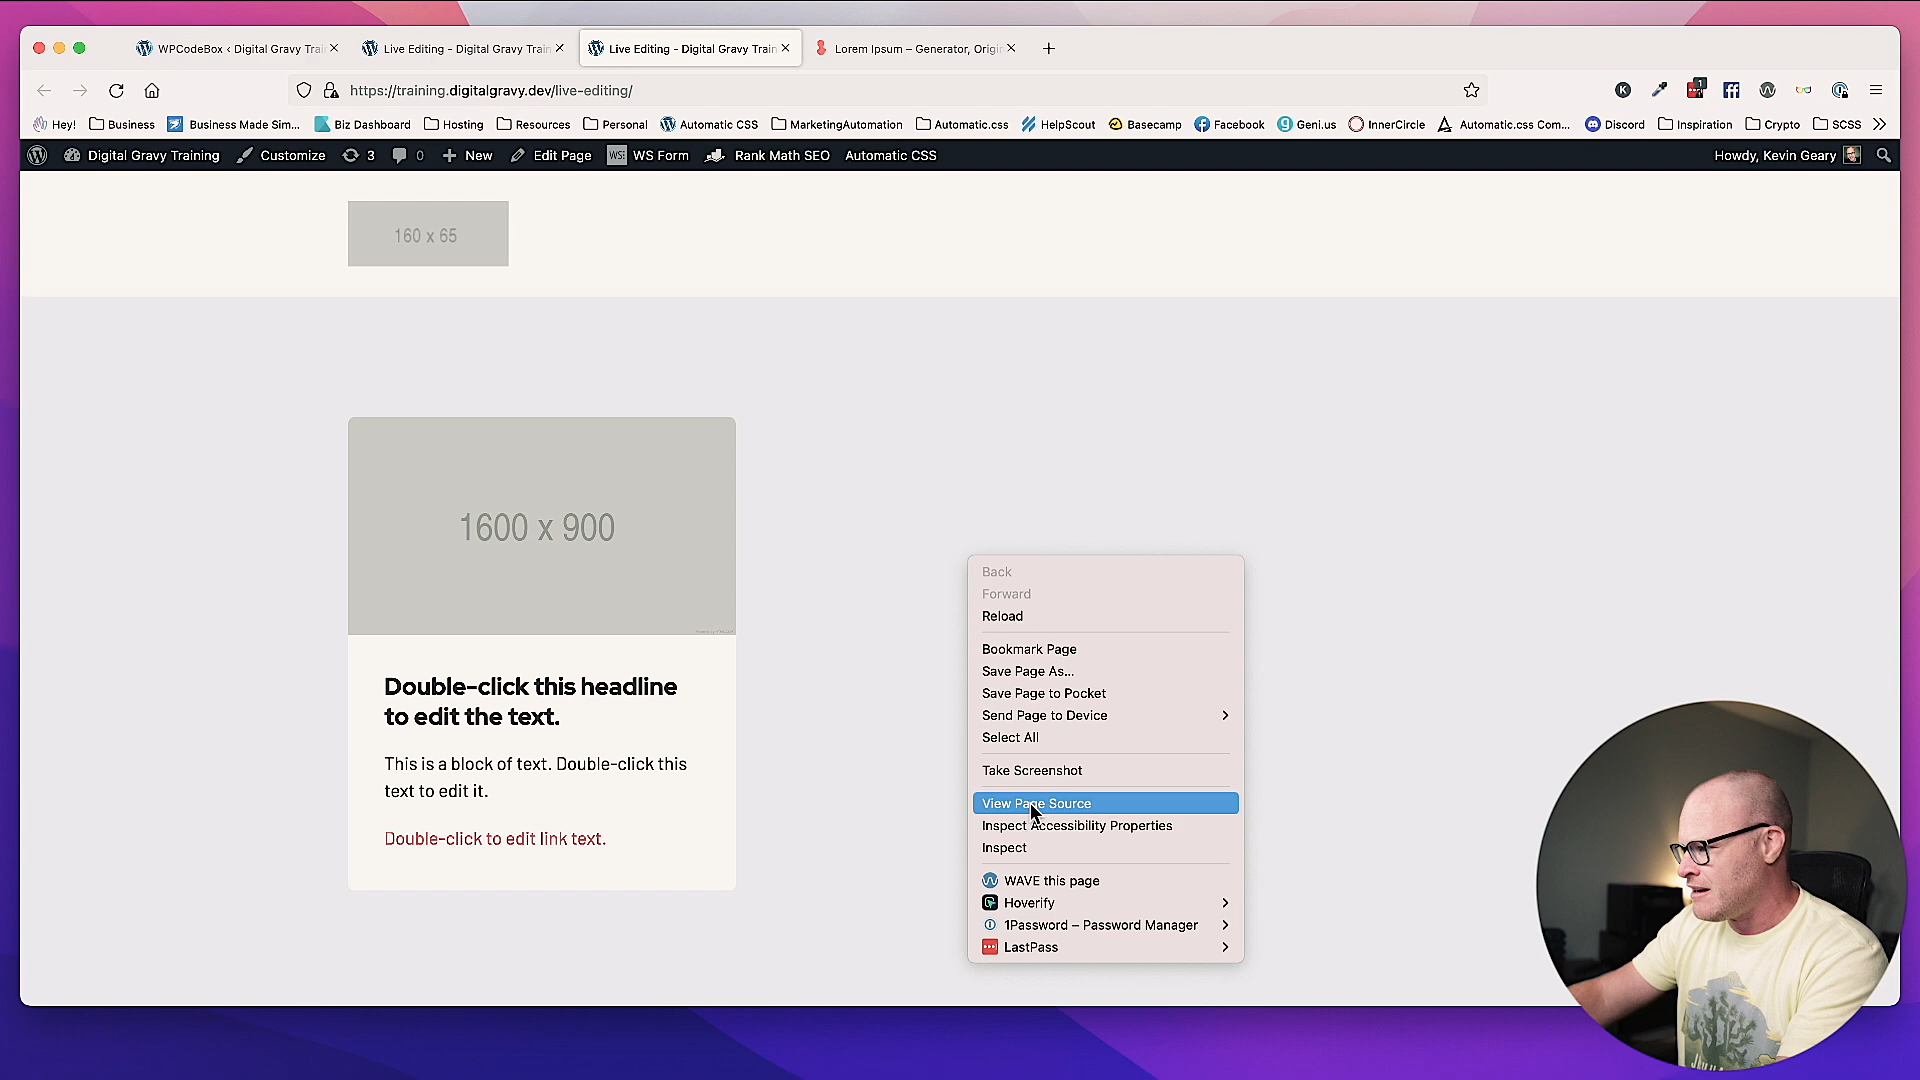 WPCodeBox ‹ Digital Gravy Trai
Live Editing - Digital Gravy Train
Live Editing - Digital Gravy Train
Lorem Ipsum – Generator, Origin
https://training.digitalgravy.dev/live-editing/
Hey!
Business
Business Made Sim...
Biz Dashboard
Hosting
Resources
Personal
Automatic CSS
MarketingAutomation
Automatic.css
HelpScout
Basecamp
Facebook
Geni.us
InnerCircle
Automatic.css Com...
Discord
Inspiration
Crypto
SCSS
Digital Gravy Training
Customize
3
0
New
Edit Page
WS Form
Rank Math SEO
Automatic CSS
Howdy, Kevin Geary
160 x 65
1600 x 900
Double-click this headline
to edit the text.
This is a block of text. Double-click this
text to edit it.
Double-click to edit link text.
Back
Forward
Reload
Bookmark Page
Save Page As...
Save Page to Pocket
Send Page to Device
Select All
Take Screenshot
View Page Source
Inspect Accessibility Properties
Inspect
WAVE this page
Hoverify
1Password – Password Manager
LastPass